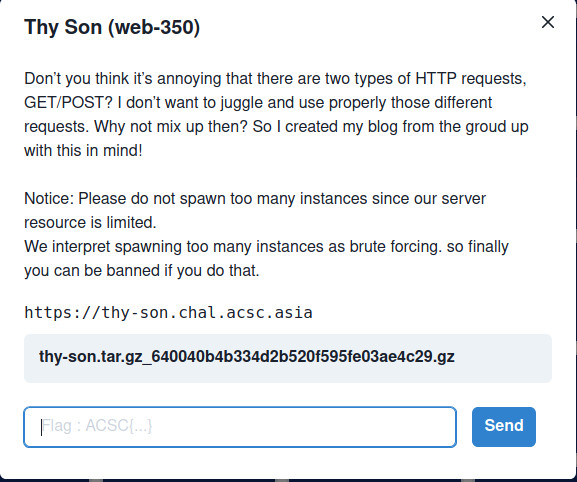 Thy Son (web-350)
Don't you think it's annoying that there are two types of HTTP requests,
GET/POST? I don't want to juggle and use properly those different
requests. Why not mix up then? So I created my blog from the groud up
with this in mind!
Notice: Please do not spawn too many instances since our server
resource is limited.
We interpret spawning too many instances as brute forcing. so finally
you can be banned if you do that.
https://thy-son.chal.acsc.asia
thy-son.tar.gz_640040b4b334d2b520f595fe03ae4c29.gz
Flag : ACSC{...}
Send